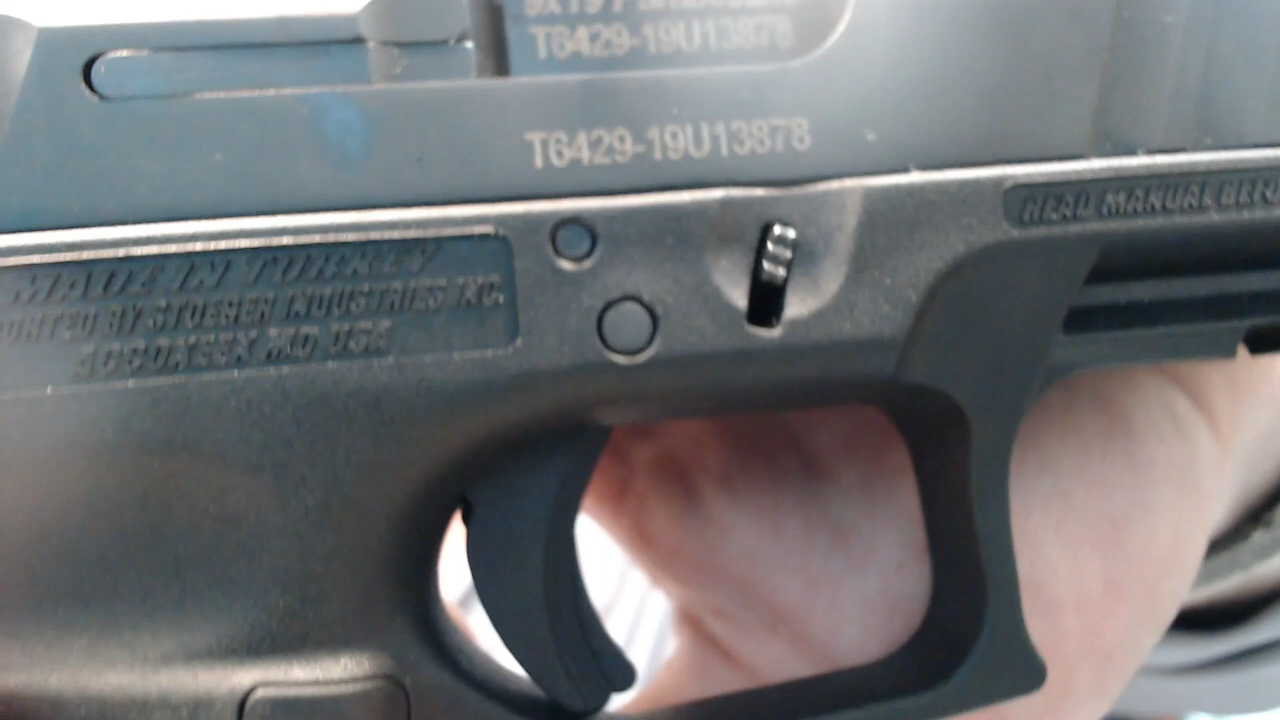 T6429-19U13878
T6429-19U13878
READ MANUAL
MADE IN TURKEY
BY STOEGER INDUSTRIES INC.
ACCOKEEK MD USA